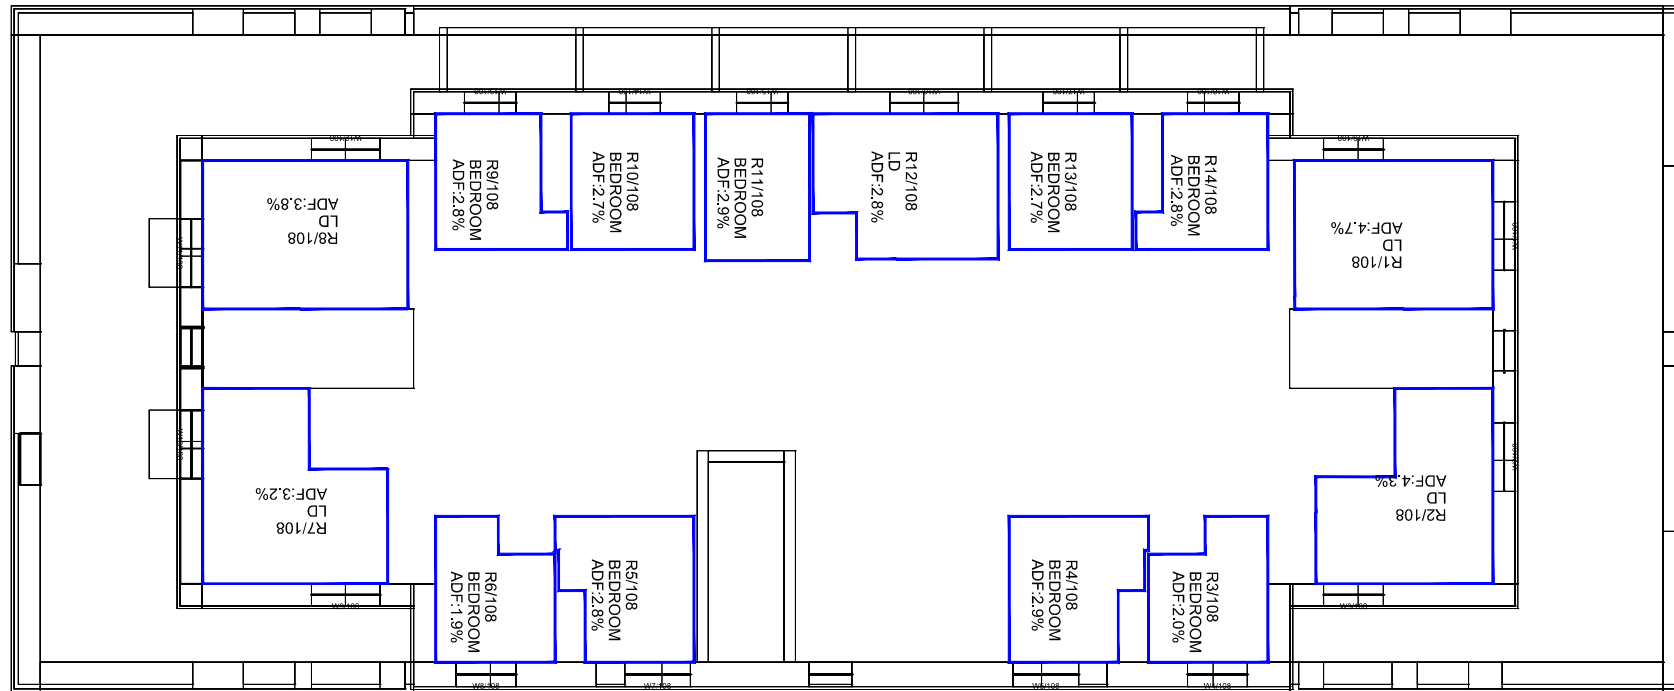 R9/108
BEDROOM
ADF:2.8%
R10/108
BEDROOM
ADF:2.7%
R11/108
BEDROOM
ADF:2.9%
R12/108
LD
ADF:2.8%
R13/108
BEDROOM
ADF:2.7%
R14/108
BEDROOM
ADF:2.8%
R8/108
LD
ADF:3.8%
R1/108
LD
ADF:4.7%
R7/108
LD
ADF:3.2%
R2/108
LD
ADF:4.3%
R6/108
BEDROOM
ADF:1.9%
R5/108
BEDROOM
ADF:2.8%
R4/108
BEDROOM
ADF:2.9%
R3/108
BEDROOM
ADF:2.0%
W8/108
W7/108